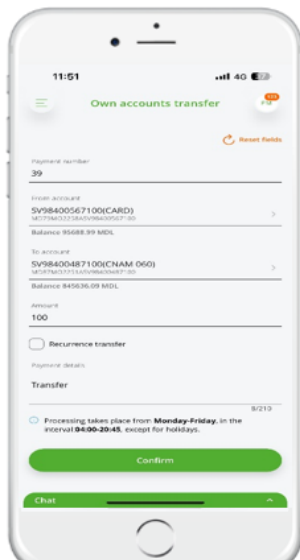 11:51
4G
Own accounts transfer
Reset fields
Payment number
39
From account
SV98400567100(CARD)
Balance 95688.99 MDL
To account
SV98400487100(CNAM 060)
Balance 845636.09 MDL
Amount
100
Recurrence transfer
Payment details
Transfer
8/210
Processing takes place from Monday-Friday, in the
interval 04:00-20:45, except for holidays.
Confirm
Chat